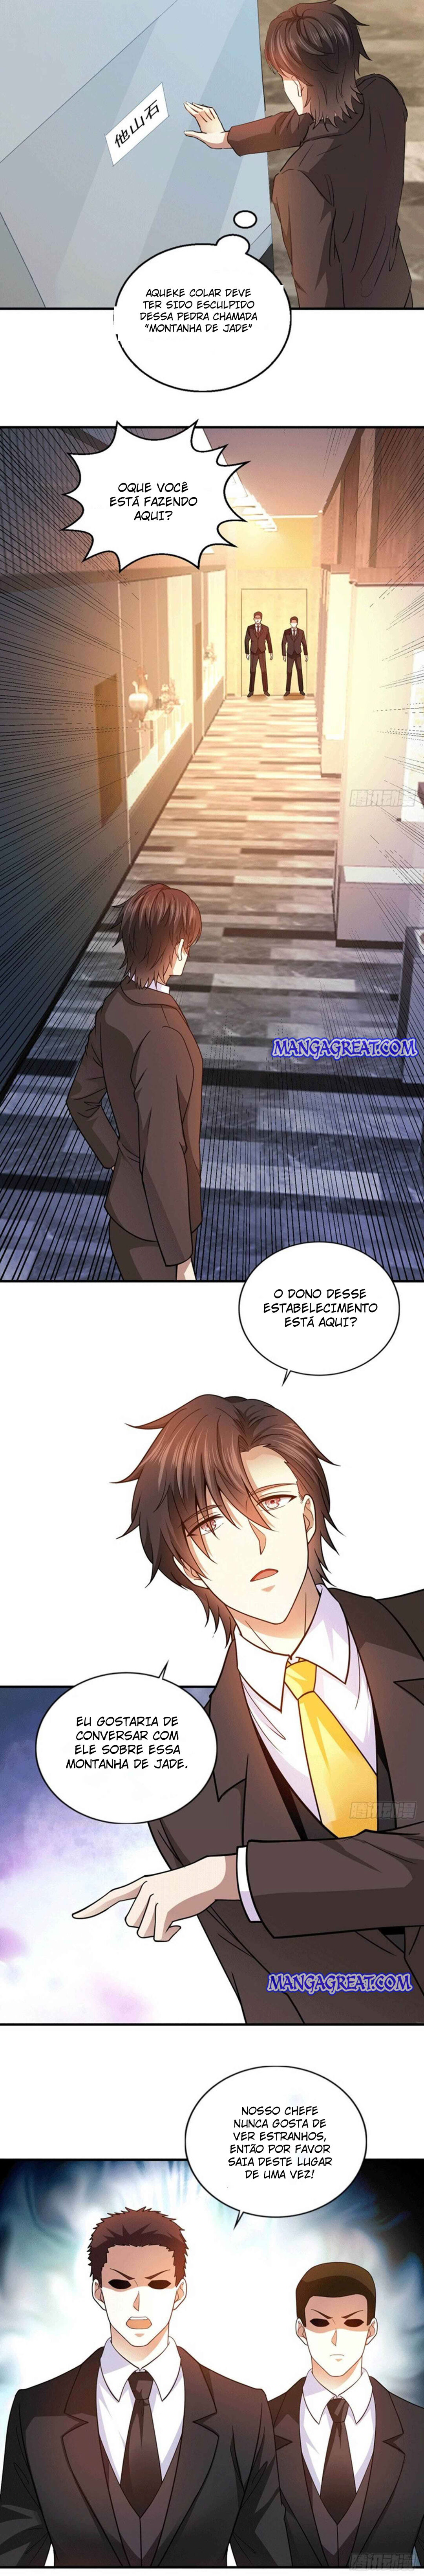 他山石
AQUEKE COLAR DEVE
TER SIDO ESCULPIDO
DESSA PEDRA CHAMADA
"MONTANHA DE JADE"
OQUE VOCÊ
ESTÁ FAZENDO
AQUI?
MANGAGREAT.COM
O DONO DESSE
ESTABELECIMENTO
ESTÁ AQUI?
EU GOSTARIA DE
CONVERSAR COM
ELE SOBRE ESSA
MONTANHA DE JADE.
MANGAGREAT.COM
NOSSO CHEFE
NUNCA GOSTA DE
VER ESTRANHOS,
ENTÃO POR FAVOR
SAIA DESTE LUGAR
DE UMA VEZ!